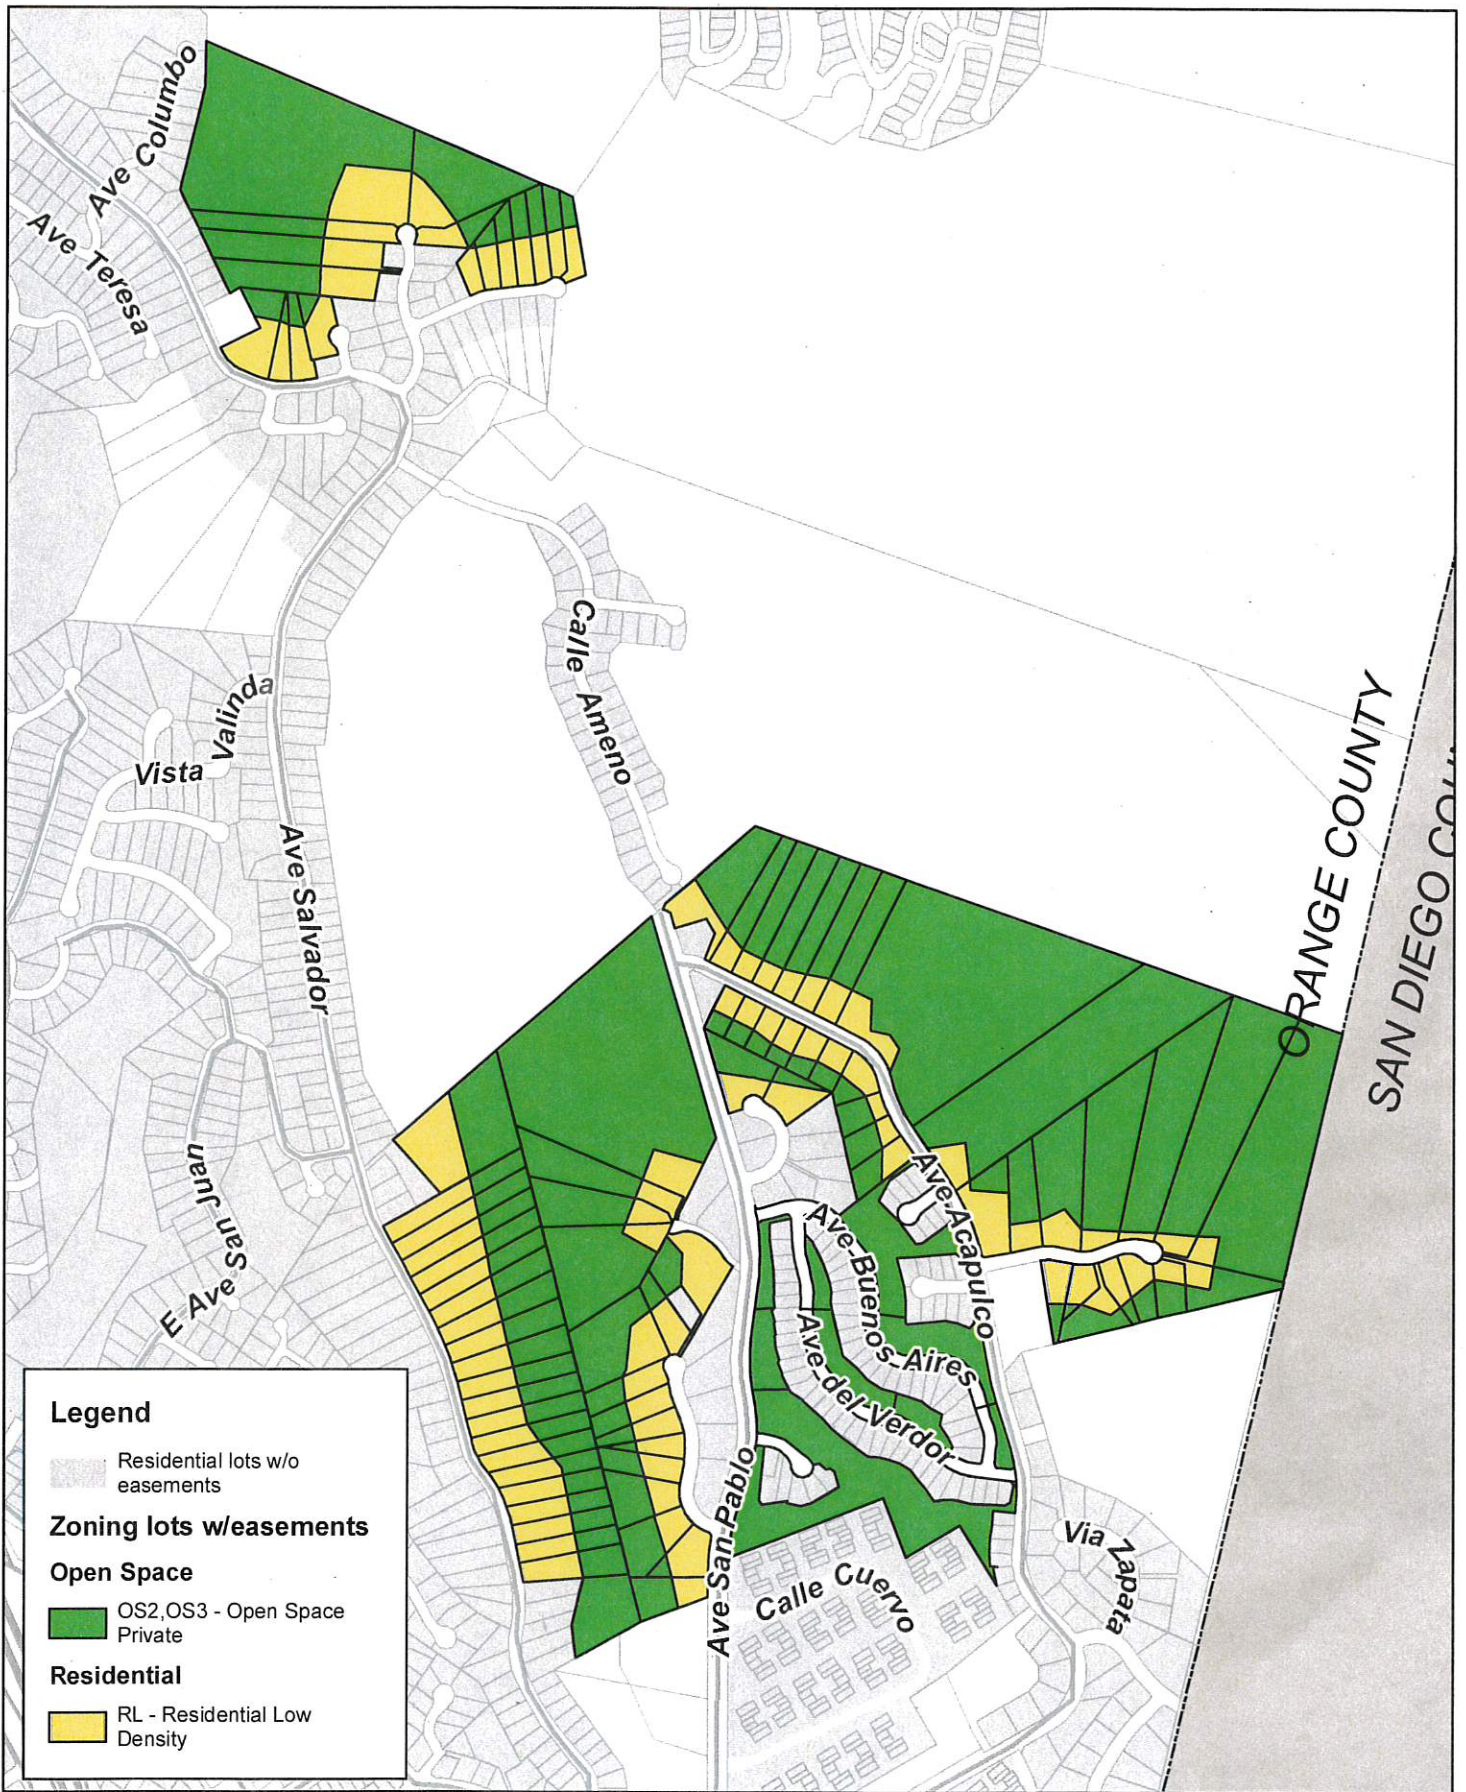 Ave Columbo
Ave Teresa
Calle Ameno
Vista Valinda
Ave Salvador
ORANGE COUNTY
SAN DIEGO COU
E Ave San Juan
Ave Acapulco
Ave Buenos Aires
Ave del Verdor
Ave San Pablo
Calle Cuervo
Via Zapata
Legend
Residential lots w/o
easements
Zoning lots w/easements
Open Space
OS2,OS3 - Open Space
Private
Residential
RL - Residential Low
Density